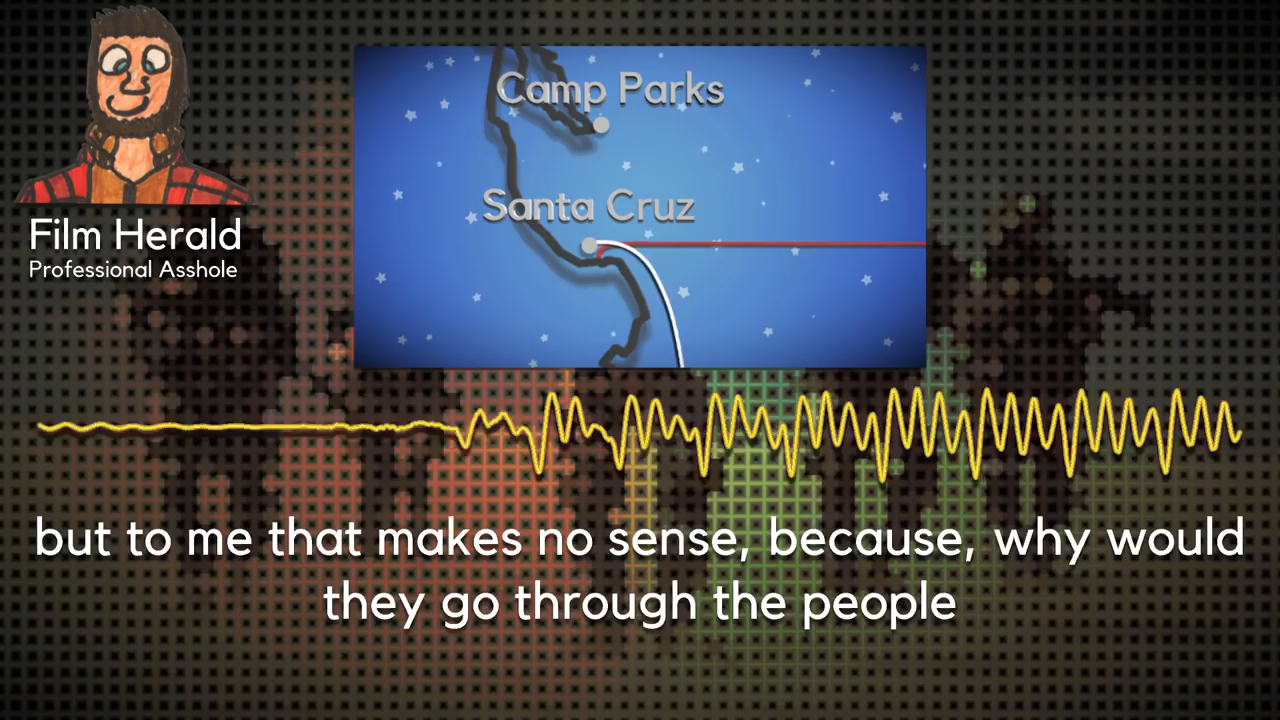 Camp Parks
Santa Cruz
Film Herald
Professional Asshole
but to me that makes no sense, because, why would
they go through the people